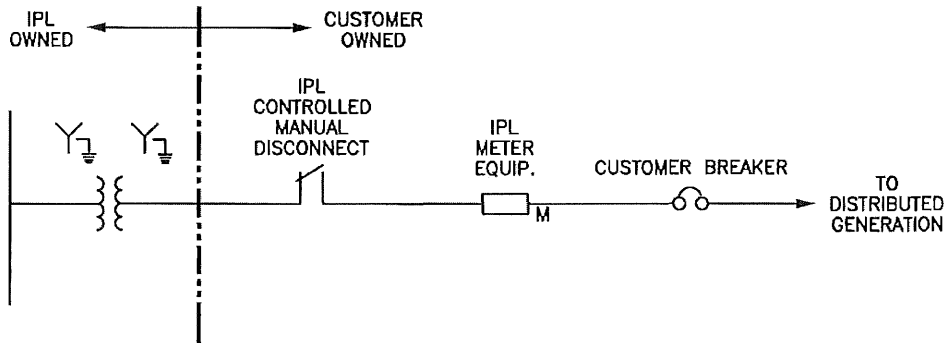 IPL
OWNED
CUSTOMER
OWNED
IPL
CONTROLLED
MANUAL
DISCONNECT
IPL
METER
EQUIP.
M
CUSTOMER BREAKER
TO
DISTRIBUTED
GENERATION